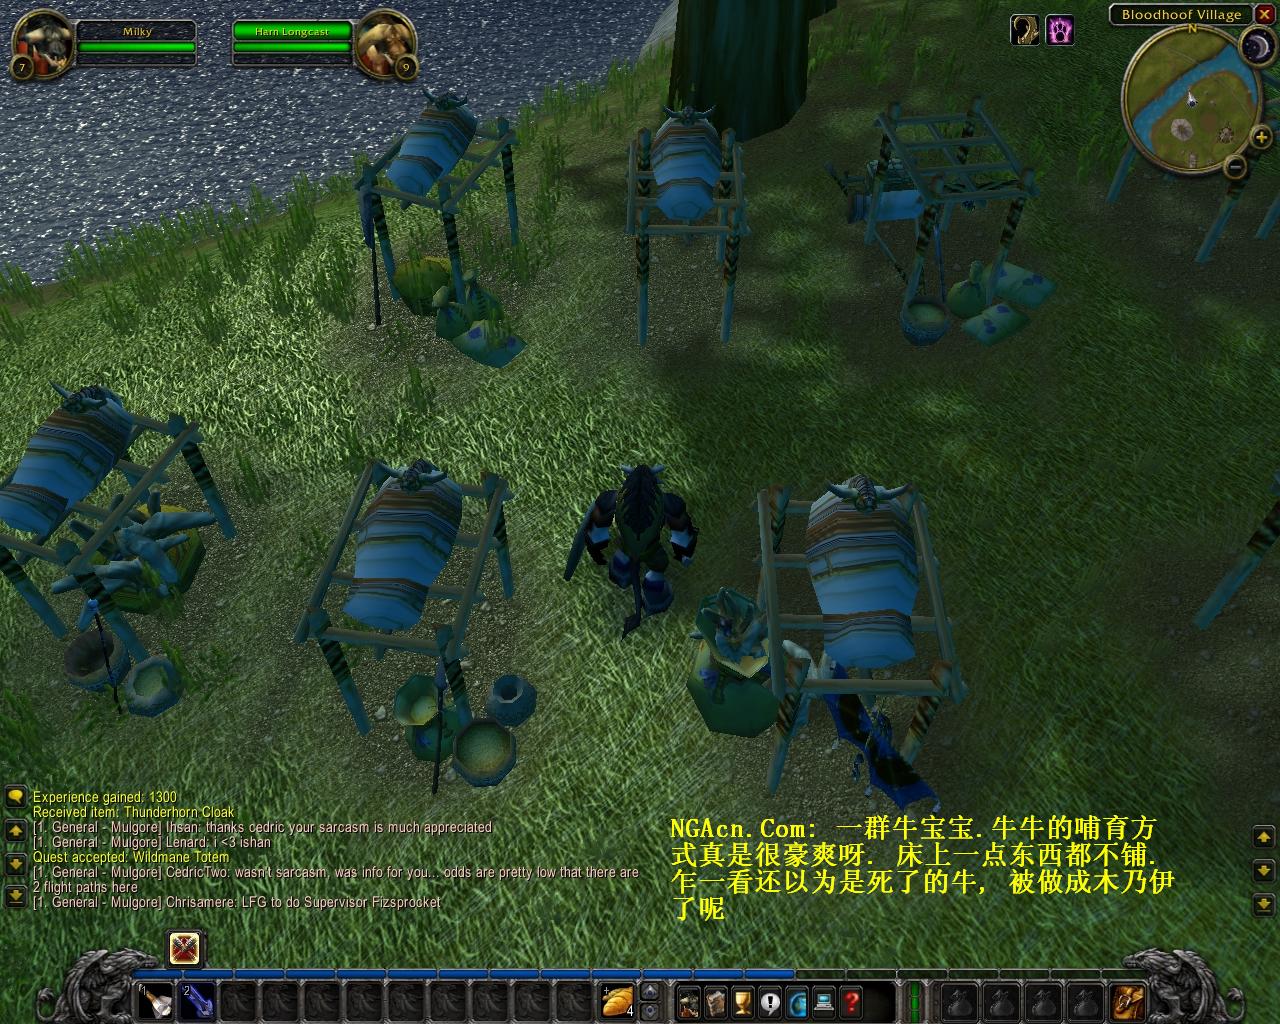 Milky
7
Harn Longcast
9
Bloodhoof Village
N
Experience gained: 1300
Received item: Thunderhorn Cloak
[1. General - Mulgore] Ihsan: thanks cedric your sarcasm is much appreciated
[1. General - Mulgore] Lenard: i <3 ishan
Quest accepted: Wildmane Totem
[1. General - Mulgore] CedricTwo: wasn't sarcasm, was info for you... odds are pretty low that there are
2 flight paths here
[1. General - Mulgore] Chrisamere: LFG to do Supervisor Fizsprocket
NGAcn.Com: 一群牛宝宝.牛牛的哺育方
式真是很豪爽呀. 床上一点东西都不铺.
乍一看还以为是死了的牛, 被做成木乃伊
了呢
1
2
4